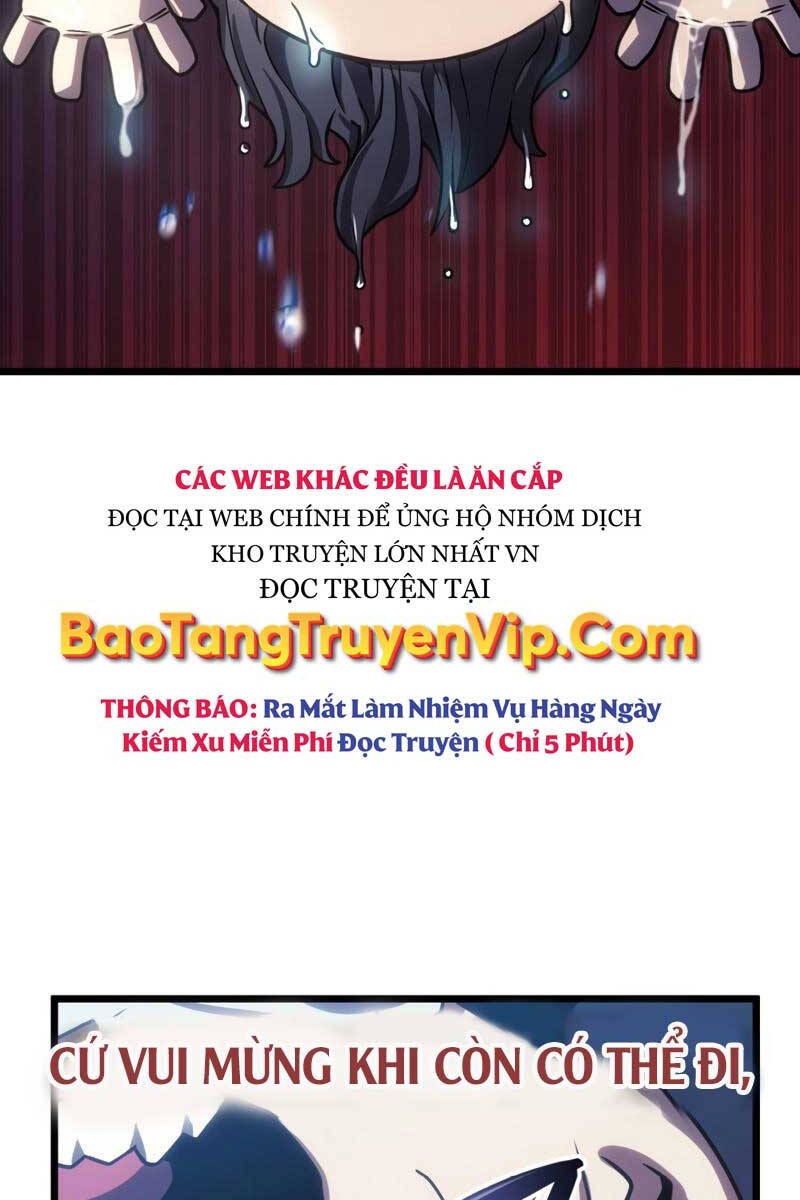 CÁC WEB KHÁC ĐỀU LÀ ĂN CẮP
ĐỌC TẠI WEB CHÍNH ĐỂ ỦNG HỘ NHÓM DỊCH
KHO TRUYỆN LỚN NHẤT VN
ĐỌC TRUYỆN TẠI
BaoTangTruyenVip.Com
THÔNG BÁO: Ra Mắt Làm Nhiệm Vụ Hàng Ngày
Kiếm Xu Miễn Phí Đọc Truyện ( Chỉ 5 Phút)
CỨ VUI MỪNG KHI CÒN CÓ THỂ ĐI,